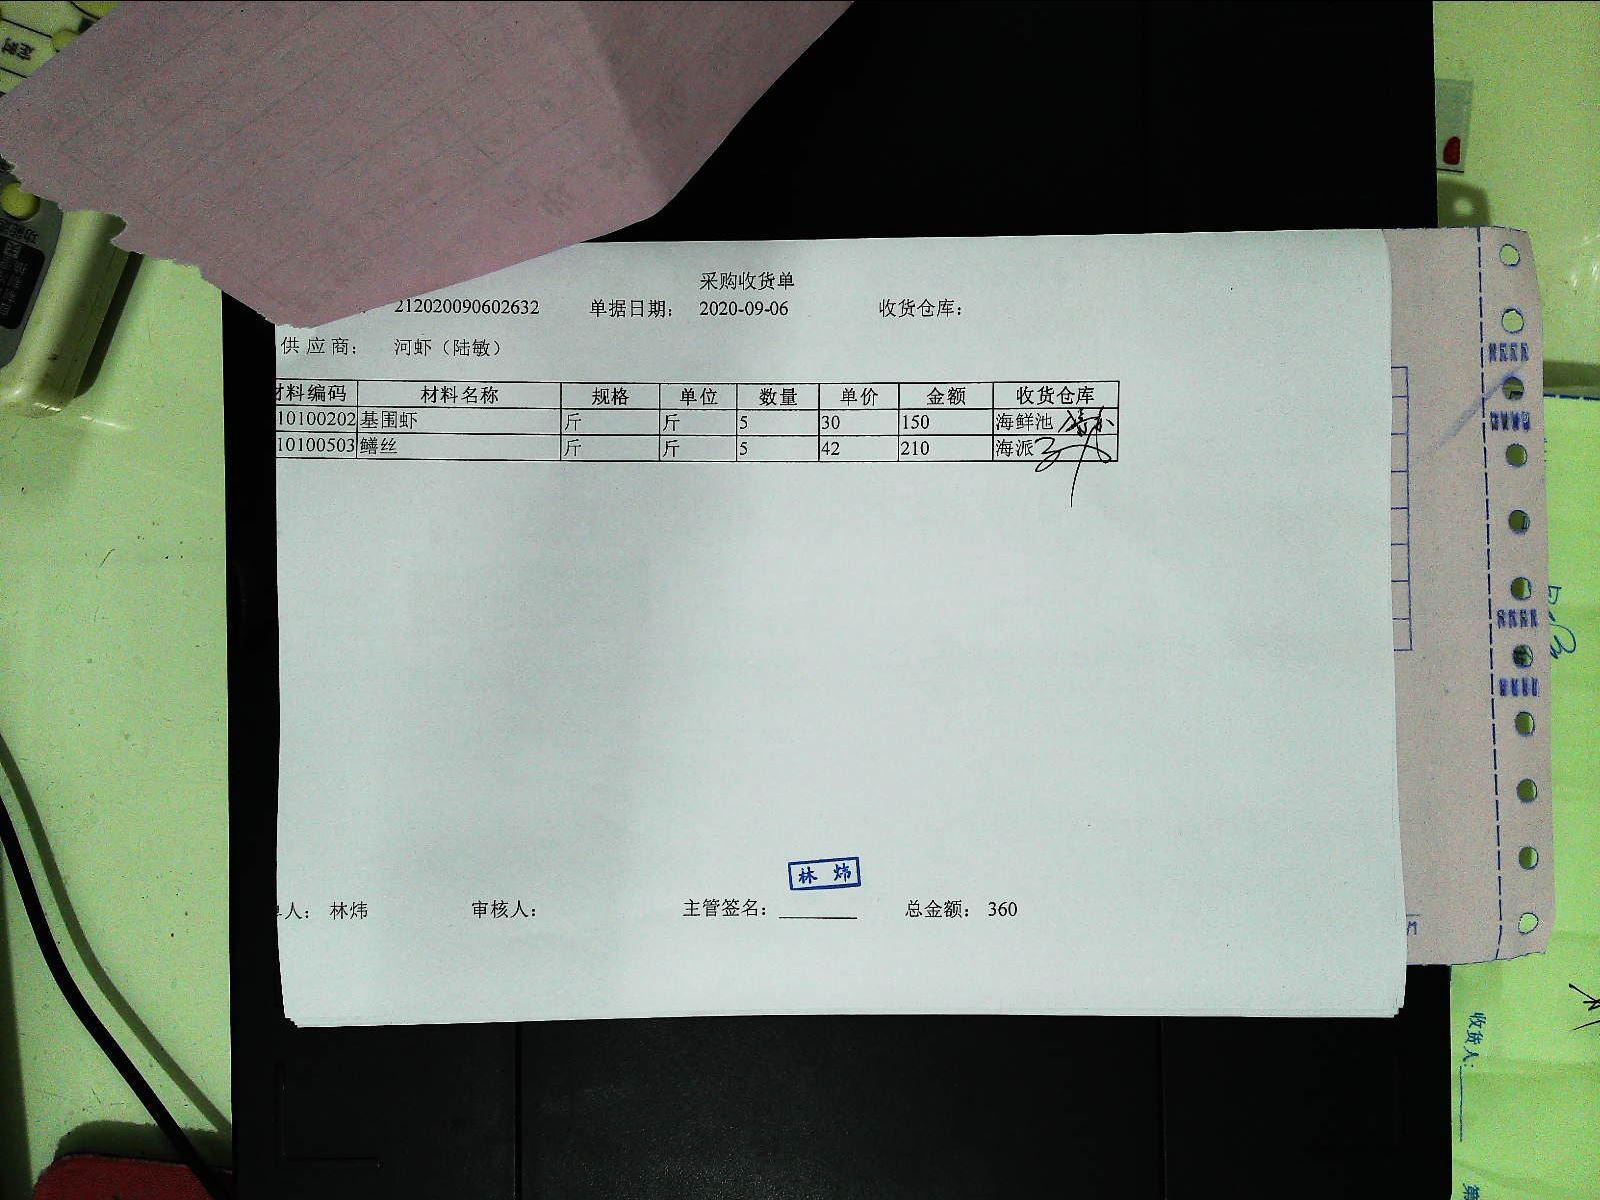 定时
采购收货单
212020090602632 单据日期： 2020-09-06 收货仓库：
供应商： 河虾（陆敏）
材料编码 材料名称 规格 单位 数量 单价 金额 收货仓库
10100202 基围虾 斤 斤 5 30 150 海鲜池
10100503 鳝丝 斤 斤 5 42 210 海派
林炜
人： 林炜 审核人： 主管签名： 总金额： 360
收货人：
第